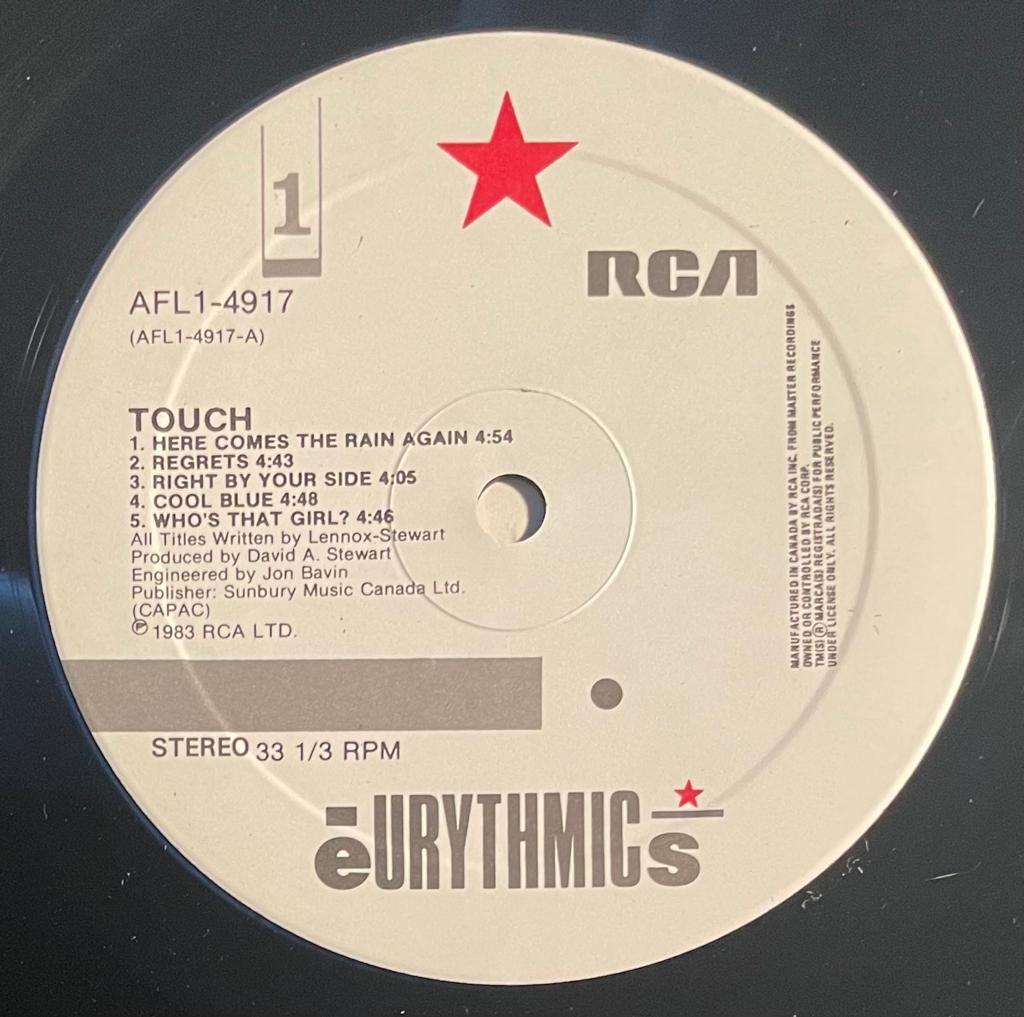 1
RCA
AFL1-4917
(AFL1-4917-A)
TOUCH
1. HERE COMES THE RAIN AGAIN 4:54
2. REGRETS 4:43
3. RIGHT BY YOUR SIDE 4:05
4. COOL BLUE 4:48
5. WHO'S THAT GIRL? 4:46
All Titles Written by Lennox-Stewart
Produced by David A. Stewart
Engineered by Jon Bavin
Publisher: Sunbury Music Canada Ltd.
(CAPAC)
℗ 1983 RCA LTD.
MANUFACTURED IN CANADA BY RCA INC. FROM MASTER RECORDINGS
OWNED OR CONTROLLED BY RCA CORP.
TM(S) ® MARCA(S) REGISTRADA(S) FOR PUBLIC PERFORMANCE
UNDER LICENSE ONLY. ALL RIGHTS RESERVED.
STEREO 33 1/3 RPM
ēURYTHMICs